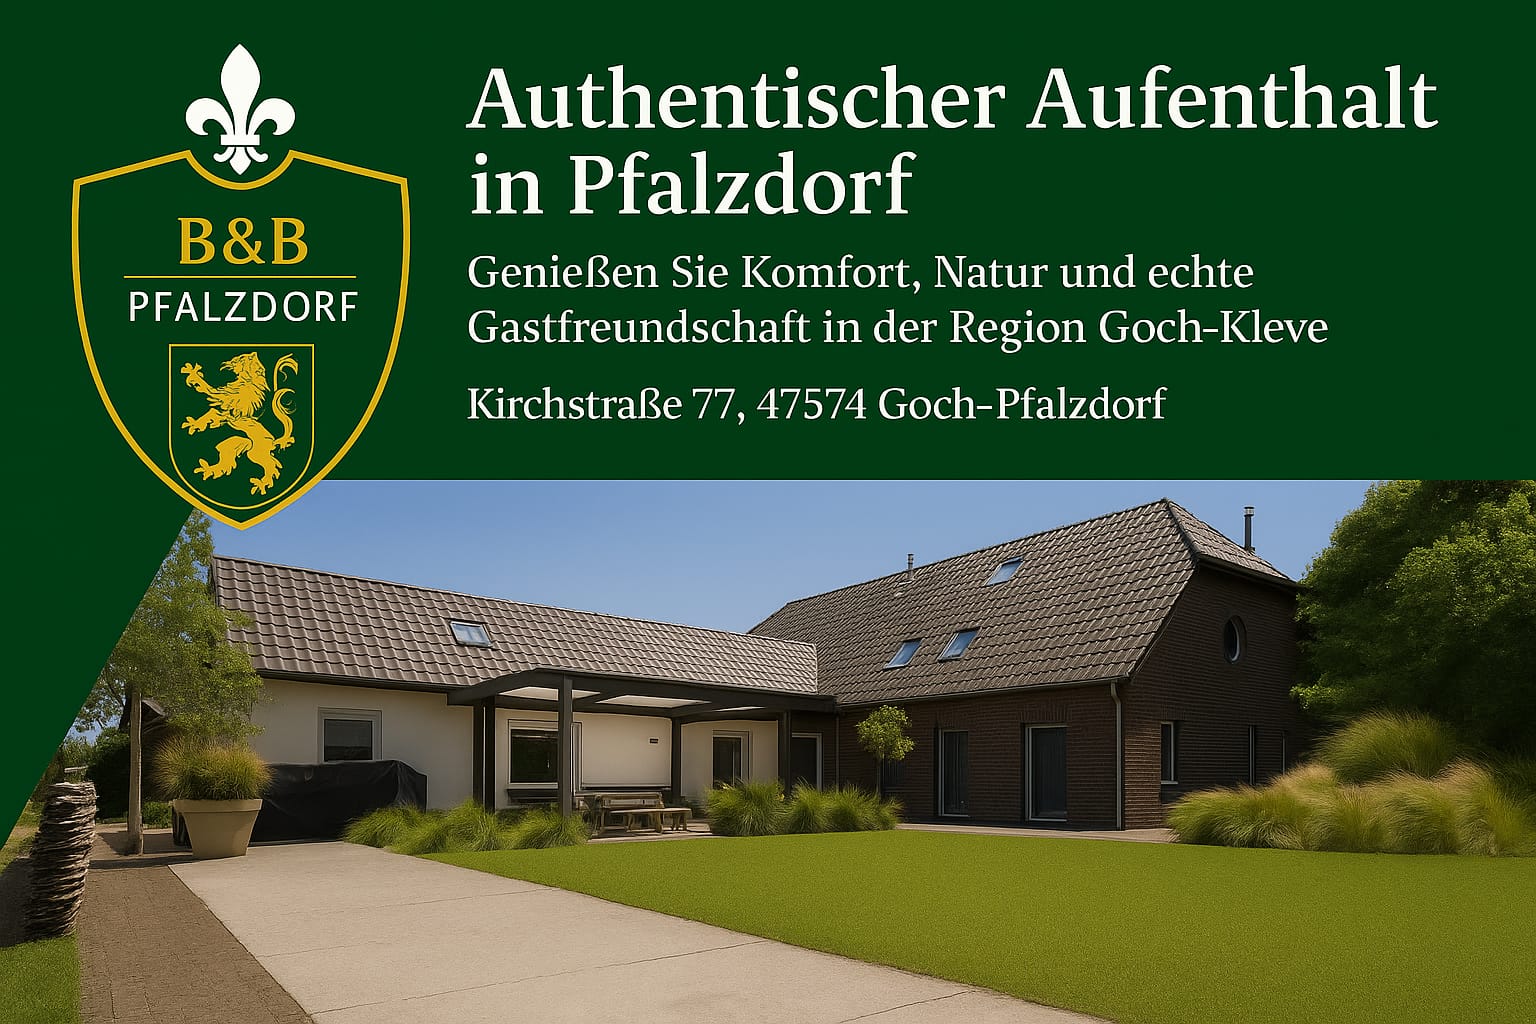 B&B
PFALZDORF
Authentischer Aufenthalt
in Pfalzdorf
Genießen Sie Komfort, Natur und echte
Gastfreundschaft in der Region Goch-Kleve
Kirchstraße 77, 47574 Goch-Pfalzdorf